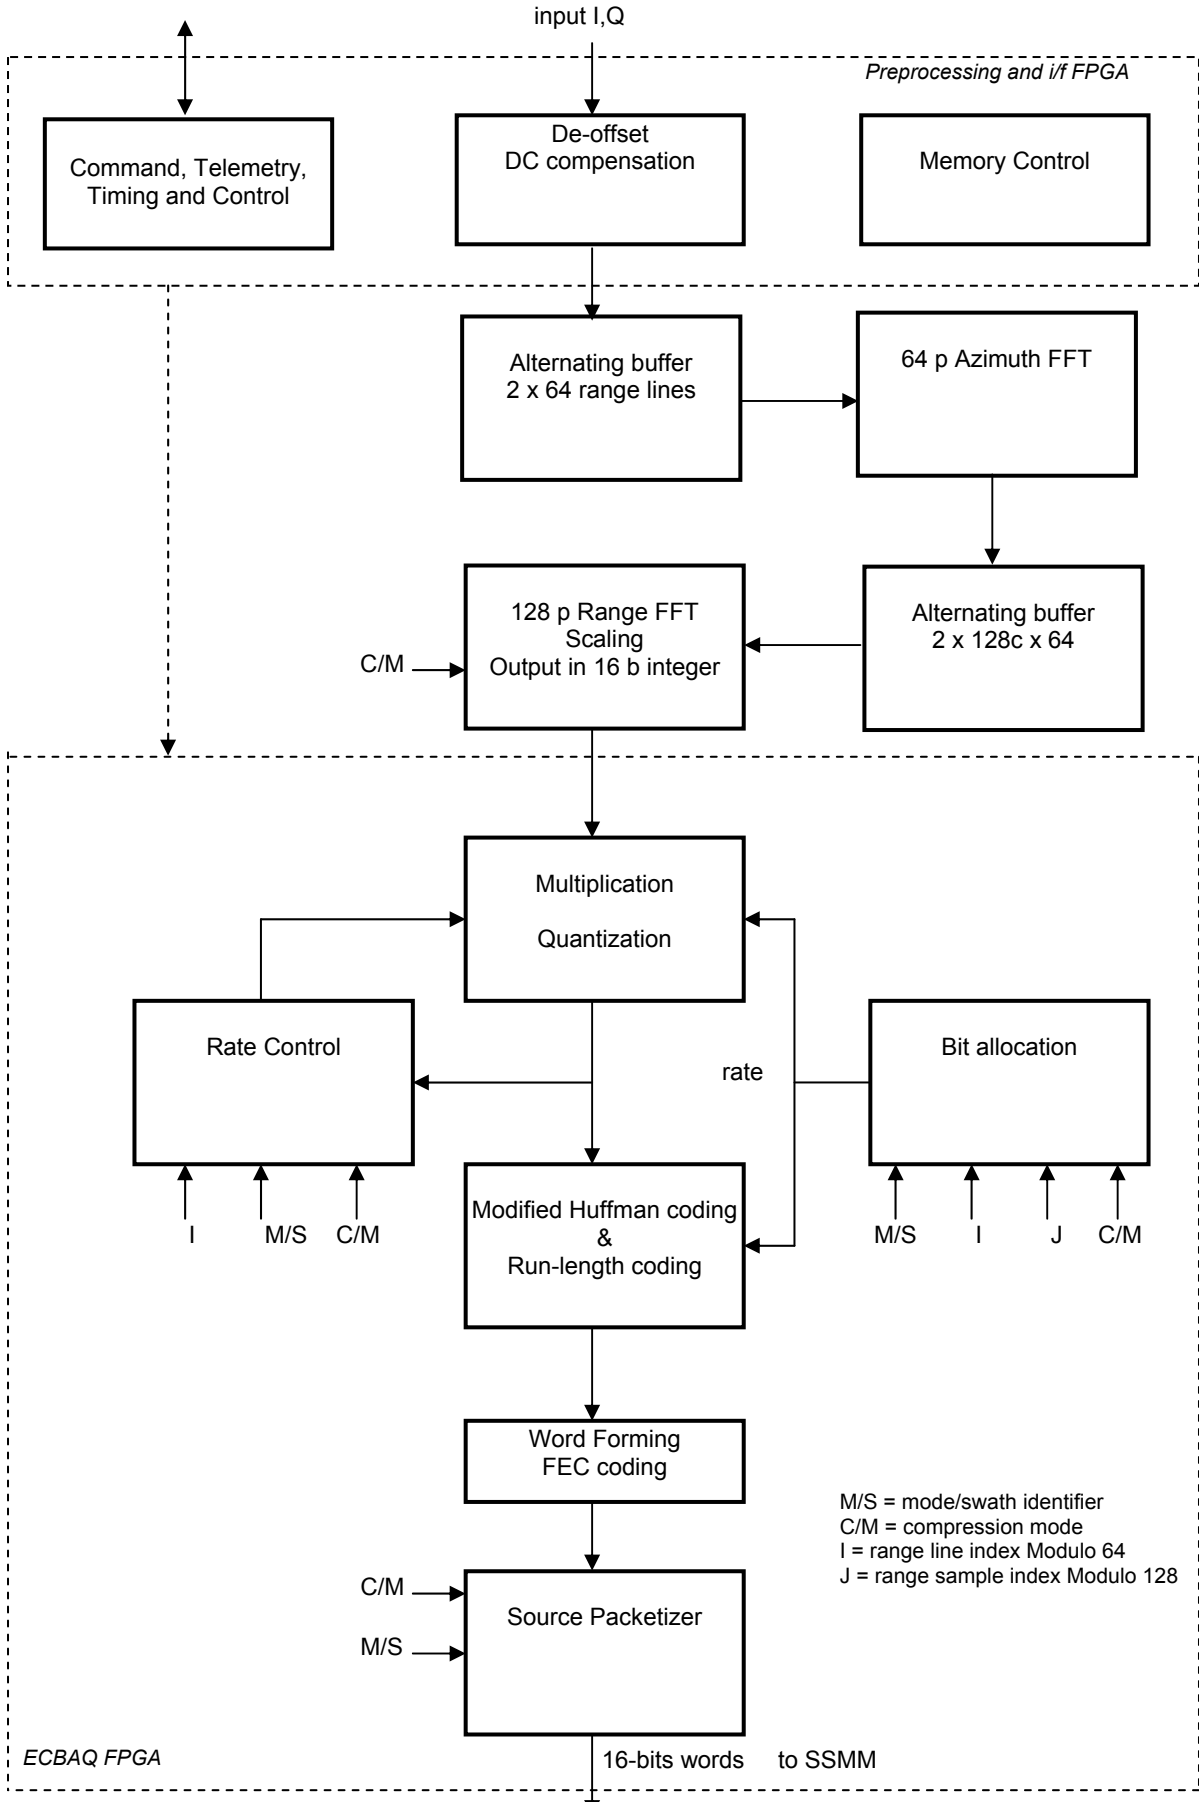 input I,Q
Preprocessing and i/f FPGA
Command, Telemetry,
Timing and Control
De-offset
DC compensation
Memory Control
Alternating buffer
2 x 64 range lines
64 p Azimuth FFT
128 p Range FFT
Scaling
Output in 16 b integer
C/M
Alternating buffer
2 x 128c x 64
Multiplication
Quantization
Rate Control
rate
Bit allocation
I
M/S
C/M
Modified Huffman coding
&
Run-length coding
M/S
I
J
C/M
Word Forming
FEC coding
M/S = mode/swath identifier
C/M = compression mode
I = range line index Modulo 64
J = range sample index Modulo 128
C/M
Source Packetizer
M/S
ECBAQ FPGA
16-bits words to SSMM